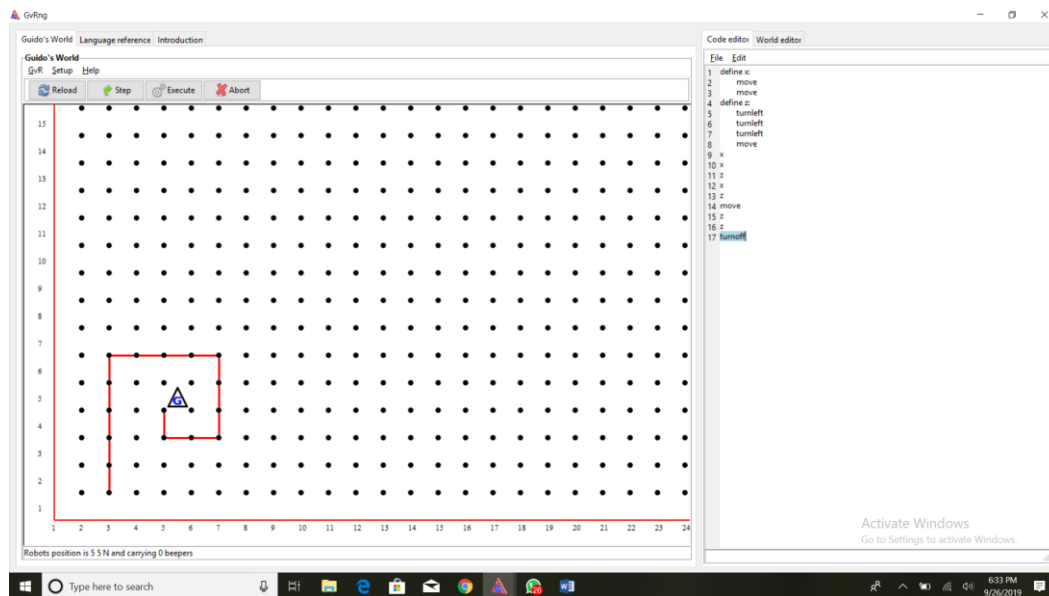 GvRng
Guido's World Language reference Introduction
Guido's World
GvR Setup Help
Reload Step Execute Abort
15
14
13
12
11
10
9
8
7
6
5
G
4
3
2
1
1 2 3 4 5 6 7 8 9 10 11 12 13 14 15 16 17 18 19 20 21 22 23 24
Robots position is 5 5 N and carrying 0 beepers
Code editor World editor
File Edit
1 define x:
2 move
3 move
4 define z:
5 turnleft
6 turnleft
7 turnleft
8 move
9 x
10 x
11 z
12 x
13 z
14 move
15 z
16 z
17 turnoff
Activate Windows
Go to Settings to activate Windows.
Type here to search
26
6:33 PM
9/26/2019